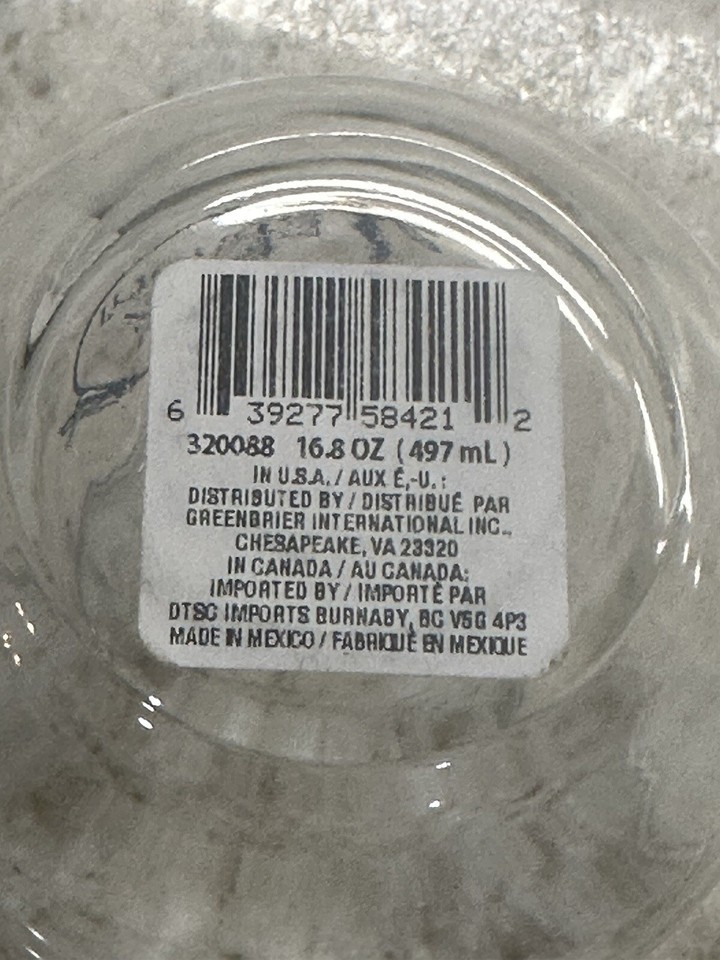 6 39277 58421 2
320088 16.8 OZ (497 mL)
IN U.S.A. / AUX É.-U. :
DISTRIBUTED BY / DISTRIBUÉ PAR
GREENBRIER INTERNATIONAL INC.,
CHESAPEAKE, VA 23320
IN CANADA / AU CANADA:
IMPORTED BY / IMPORTÉ PAR
DTSC IMPORTS BURNABY, BC V5G 4P3
MADE IN MEXICO / FABRIQUÉ EN MEXIQUE